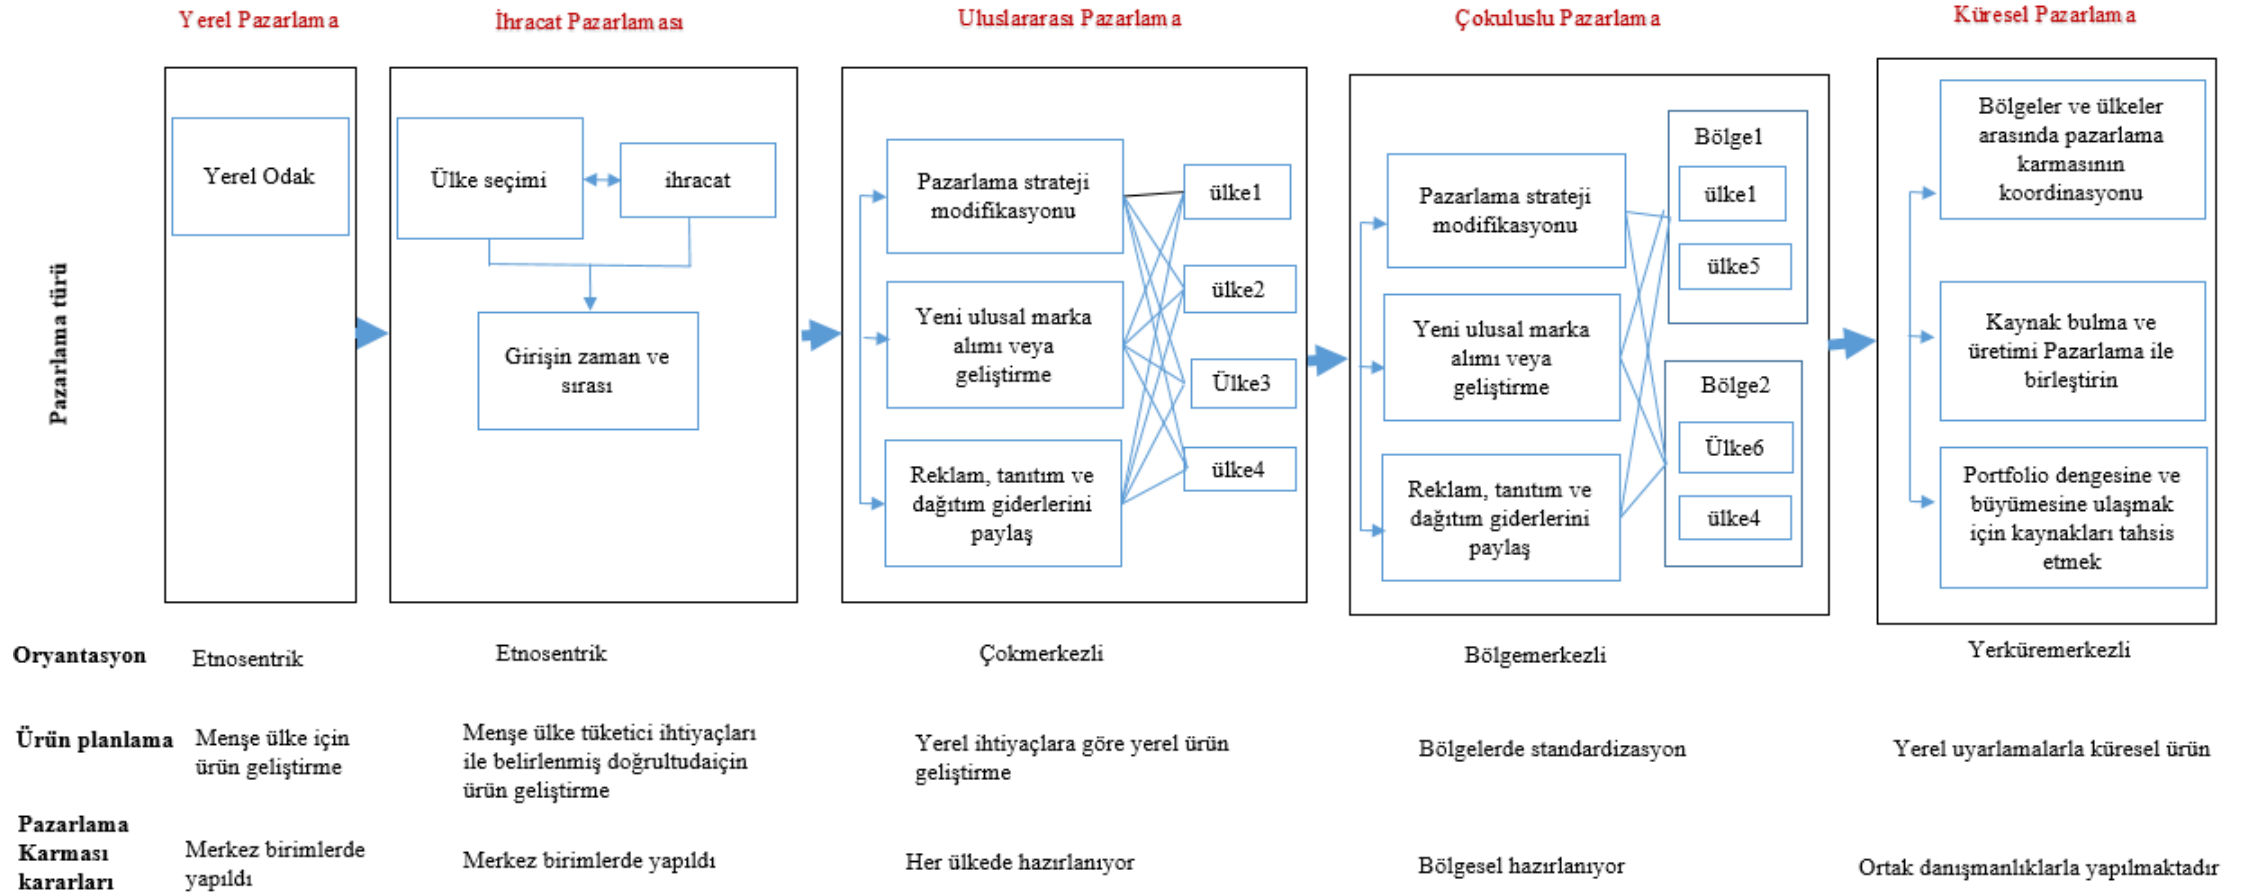 Yerel Pazarlama
İhracat Pazarlaması
Uluslararası Pazarlama
Çokuluslu Pazarlama
Küresel Pazarlama
Pazarlama türü
Yerel Odak
Ülke seçimi
ihracat
Girişin zaman ve
sırası
Pazarlama strateji
modifikasyonu
Yeni ulusal marka
alımı veya
geliştirme
Reklam, tanıtım ve
dağıtım giderlerini
paylaş
ülke1
ülke2
Ülke3
ülke4
Pazarlama strateji
modifikasyonu
Yeni ulusal marka
alımı veya
geliştirme
Reklam, tanıtım ve
dağıtım giderlerini
paylaş
Bölge1
ülke1
ülke5
Bölge2
Ülke6
ülke4
Bölgeler ve ülkeler
arasında pazarlama
karmasının
koordinasyonu
Kaynak bulma ve
üretimi Pazarlama ile
birleştirin
Portfolio dengesine ve
büyümesine ulaşmak
için kaynakları tahsis
etmek
Oryantasyon
Etnosentrik
Etnosentrik
Çokmerkezli
Bölgemerkezli
Yerküremerkezli
Ürün planlama
Menşe ülke için
ürün geliştirme
Menşe ülke tüketici ihtiyaçları
ile belirlenmiş doğrultudaiçin
ürün geliştirme
Yerel ihtiyaçlara göre yerel ürün
geliştirme
Bölgelerde standardizasyon
Yerel uyarlamalarla küresel ürün
Pazarlama
Karması
kararları
Merkez birimlerde
yapıldı
Merkez birimlerde yapıldı
Her ülkede hazırlanıyor
Bölgesel hazırlanıyor
Ortak danışmanlıklarla yapılmaktadır